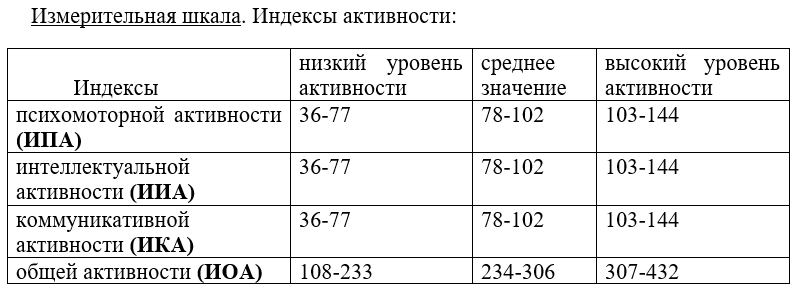 Измерительная шкала. Индексы активности:
Индексы
низкий уровень активности
среднее значение
высокий уровень активности
психомоторной активности (ИПА)
36-77
78-102
103-144
интеллектуальной активности (ИИА)
36-77
78-102
103-144
коммуникативной активности (ИКА)
36-77
78-102
103-144
общей активности (ИОА)
108-233
234-306
307-432